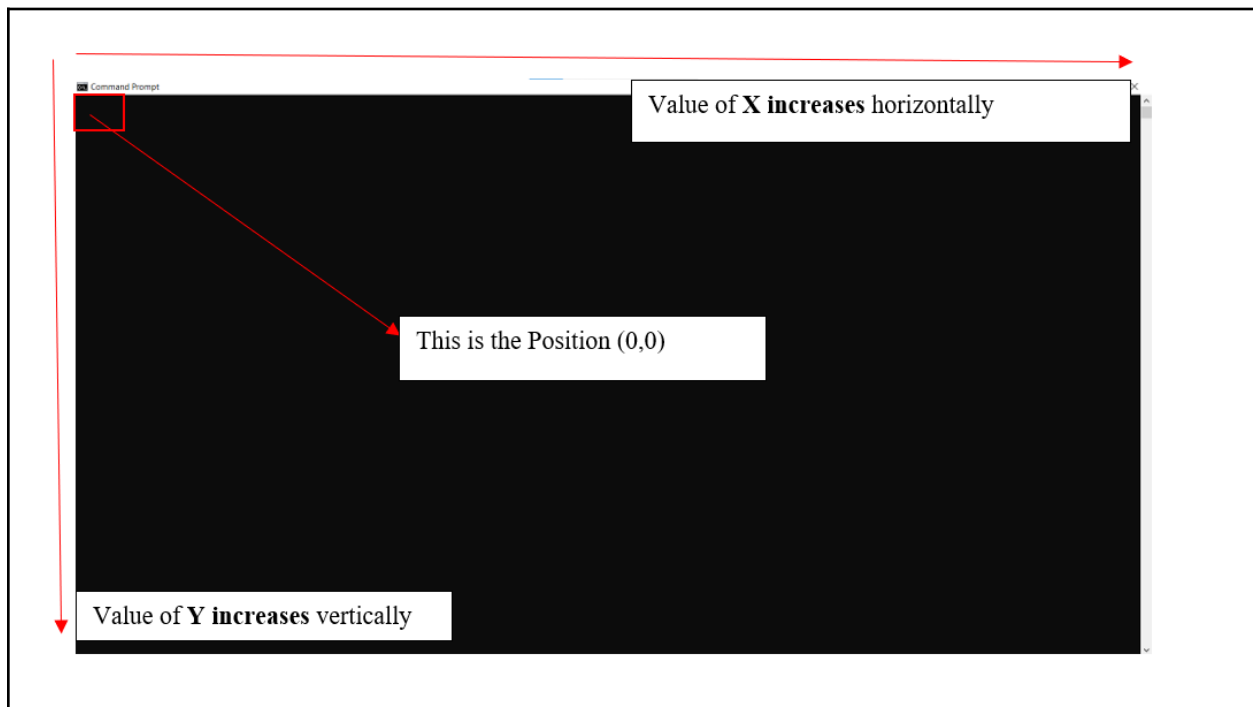 Command Prompt
Value of X increases horizontally
This is the Position (0,0)
Value of Y increases vertically